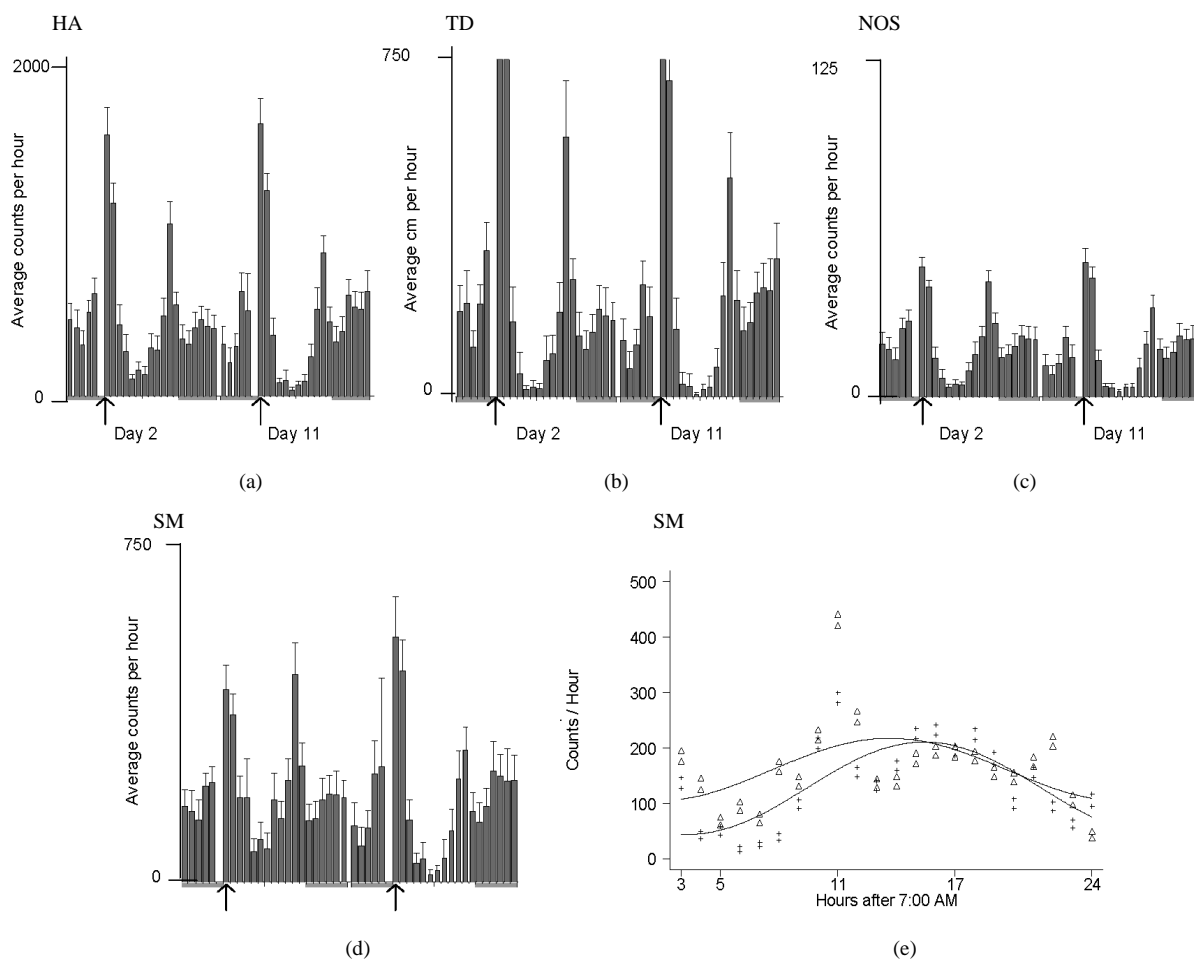 HA
2000
Average counts per hour
0
Day 2
Day 11
(a)
TD
750
Average cm per hour
0
Day 2
Day 11
(b)
NOS
125
Average counts per hour
0
Day 2
Day 11
(c)
SM
750
Average counts per hour
0
(d)
SM
500
400
300
200
100
0
Counts / Hour
3 5 11 17 24
Hours after 7:00 AM
(e)